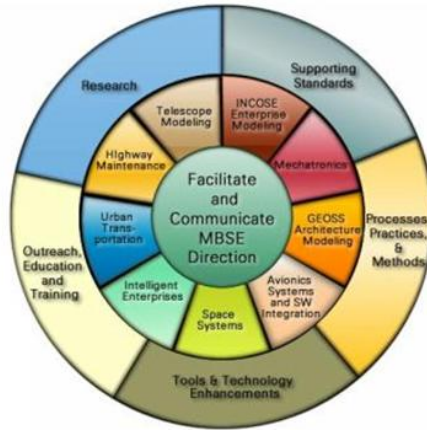 Research
Supporting
Standards
Processes,
Practices,
&
Methods
Tools & Technology
Enhancements
Outreach,
Education
and
Training
Telescope
Modeling
INCOSE
Enterprise
Modeling
Mechatronics
GEOSS
Architecture
Modeling
Avionics
Systems
and SW
Integration
Space
Systems
Intelligent
Enterprises
Urban
Trans-
portation
HIghway
Maintenance
Facilitate
and
Communicate
MBSE
Direction